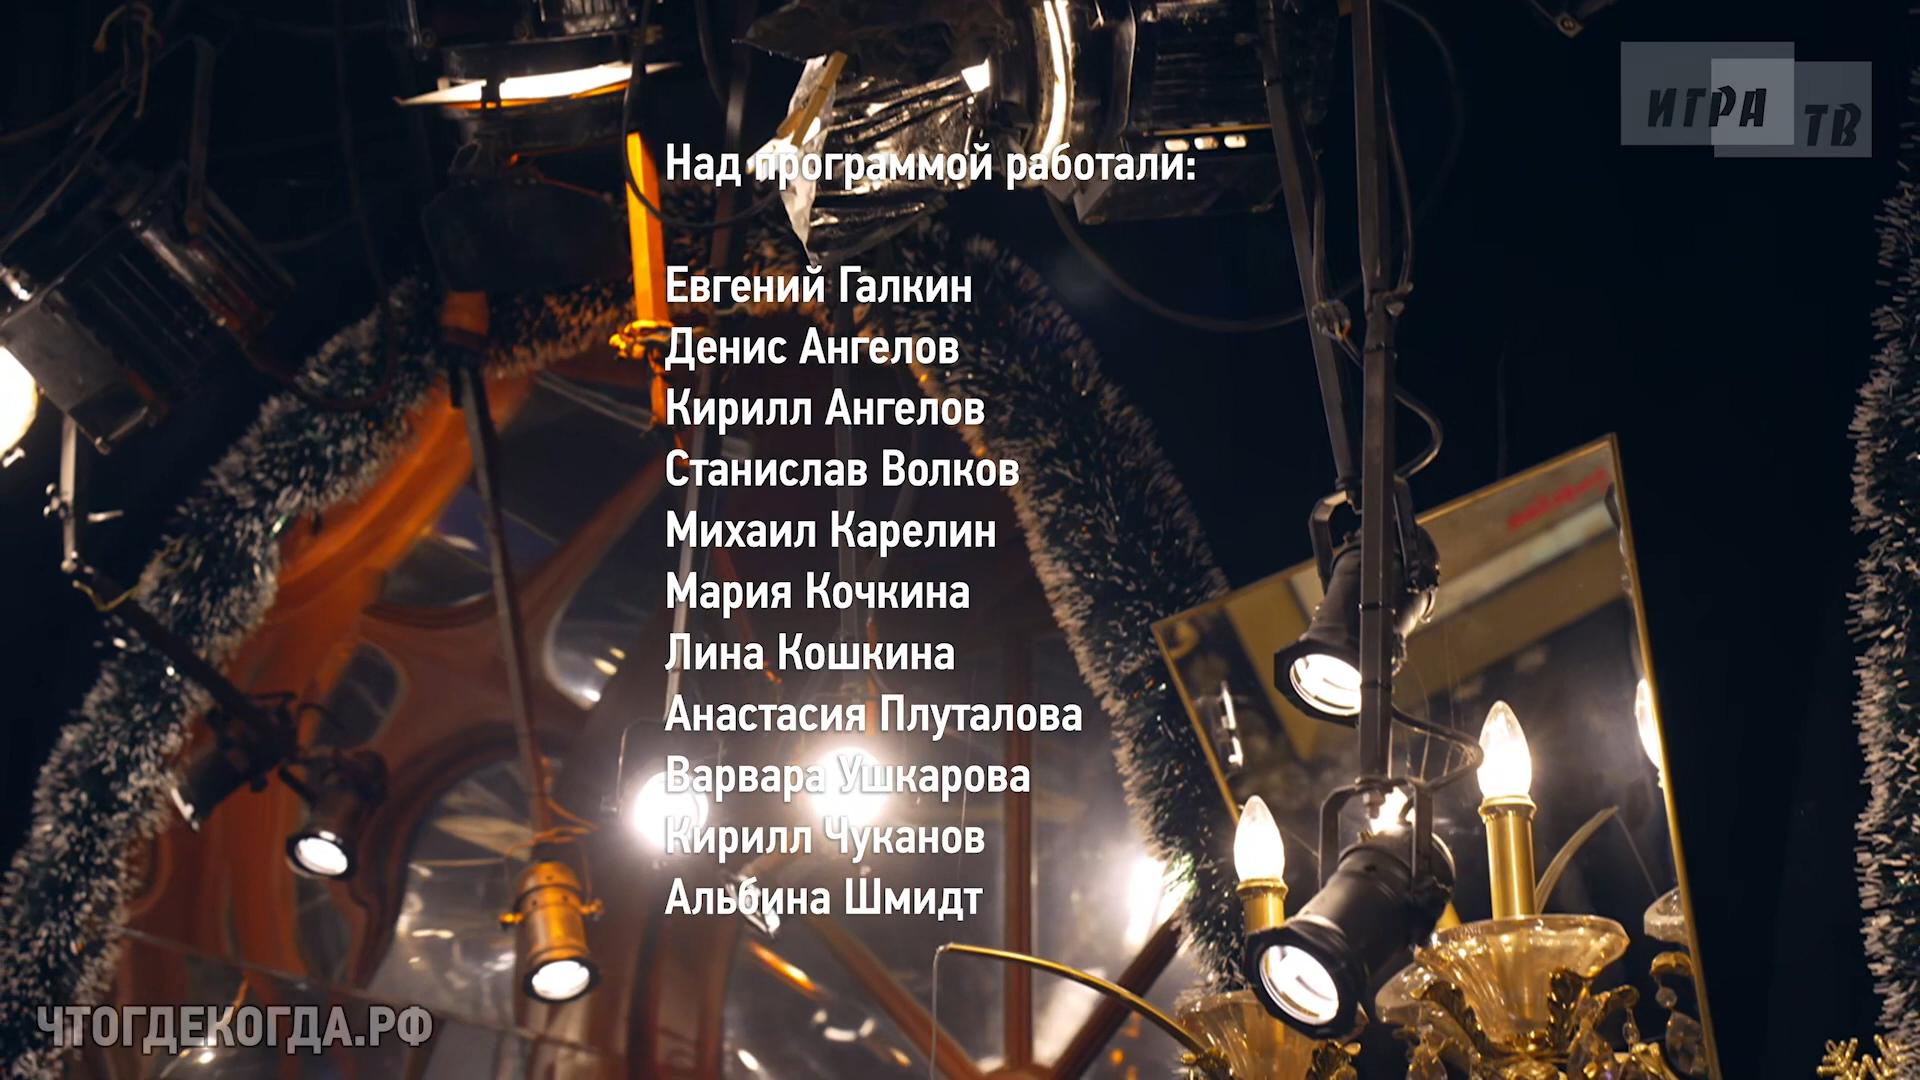 ИГРА ТВ
Над программой работали:
Евгений Галкин
Денис Ангелов
Кирилл Ангелов
Станислав Волков
Михаил Карелин
Мария Кочкина
Лина Кошкина
Анастасия Плуталова
Варвара Ушкарова
Кирилл Чуканов
Альбина Шмидт
ЧТОГДЕКОГДА.РФ